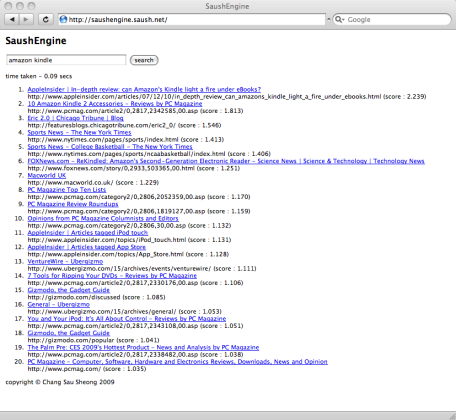 SaushEngine
http://saushengine.saush.net/
Google
SaushEngine
amazon kindle search
time taken - 0.09 secs
1. AppleInsider | In-depth review: can Amazon's Kindle light a fire under eBooks?
http://www.appleinsider.com/articles/07/12/10/in_depth_review_can_amazons_kindle_light_a_fire_under_ebooks.html (score : 2.239)
2. 10 Amazon Kindle 2 Accessories - Reviews by PC Magazine
http://www.pcmag.com/article2/0,2817,2342585,00.asp (score : 1.813)
3. Eric 2.0 | Chicago Tribune | Blog
http://featuresblogs.chicagotribune.com/eric2_0/ (score : 1.546)
4. Sports News - The New York Times
http://www.nytimes.com/pages/sports/index.html (score : 1.413)
5. Sports News - College Basketball - The New York Times
http://www.nytimes.com/pages/sports/ncaabasketball/index.html (score : 1.406)
6. FOXNews.com - ReKindled: Amazon's Second-Generation Electronic Reader - Science News | Science & Technology | Technology News
http://www.foxnews.com/story/0,2933,503365,00.html (score : 1.251)
7. Macworld UK
http://www.macworld.co.uk/ (score : 1.229)
8. PC Magazine Top Ten Lists
http://www.pcmag.com/category2/0,2806,2052359,00.asp (score : 1.170)
9. PC Magazine Review Roundups
http://www.pcmag.com/category2/0,2806,1819127,00.asp (score : 1.159)
10. Opinions from PC Magazine Columnists and Editors
http://www.pcmag.com/category2/0,2806,30,00.asp (score : 1.132)
11. AppleInsider | Articles tagged iPod touch
http://www.appleinsider.com/topics/iPod_touch.html (score : 1.131)
12. AppleInsider | Articles tagged App Store
http://www.appleinsider.com/topics/App_Store.html (score : 1.128)
13. VentureWire - Ubergizmo
http://www.ubergizmo.com/15/archives/events/venturewire/ (score : 1.111)
14. 7 Tools for Ripping Your DVDs - Reviews by PC Magazine
http://www.pcmag.com/article2/0,2817,2330176,00.asp (score : 1.106)
15. Gizmodo, the Gadget Guide
http://gizmodo.com/discussed (score : 1.085)
16. General - Ubergizmo
http://www.ubergizmo.com/15/archives/general/ (score : 1.053)
17. You and Your iPod: It's All About Control - Reviews by PC Magazine
http://www.pcmag.com/article2/0,2817,2343108,00.asp (score : 1.051)
18. Gizmodo, the Gadget Guide
http://gizmodo.com/popular (score : 1.041)
19. The Palm Pre: CES 2009's Hottest Product - News and Analysis by PC Magazine
http://www.pcmag.com/article2/0,2817,2338482,00.asp (score : 1.038)
20. PC Magazine - Computer, Software, Hardware and Electronics Reviews, Downloads, News and Opinion
http://www.pcmag.com/ (score : 1.035)
copyright © Chang Sau Sheong 2009